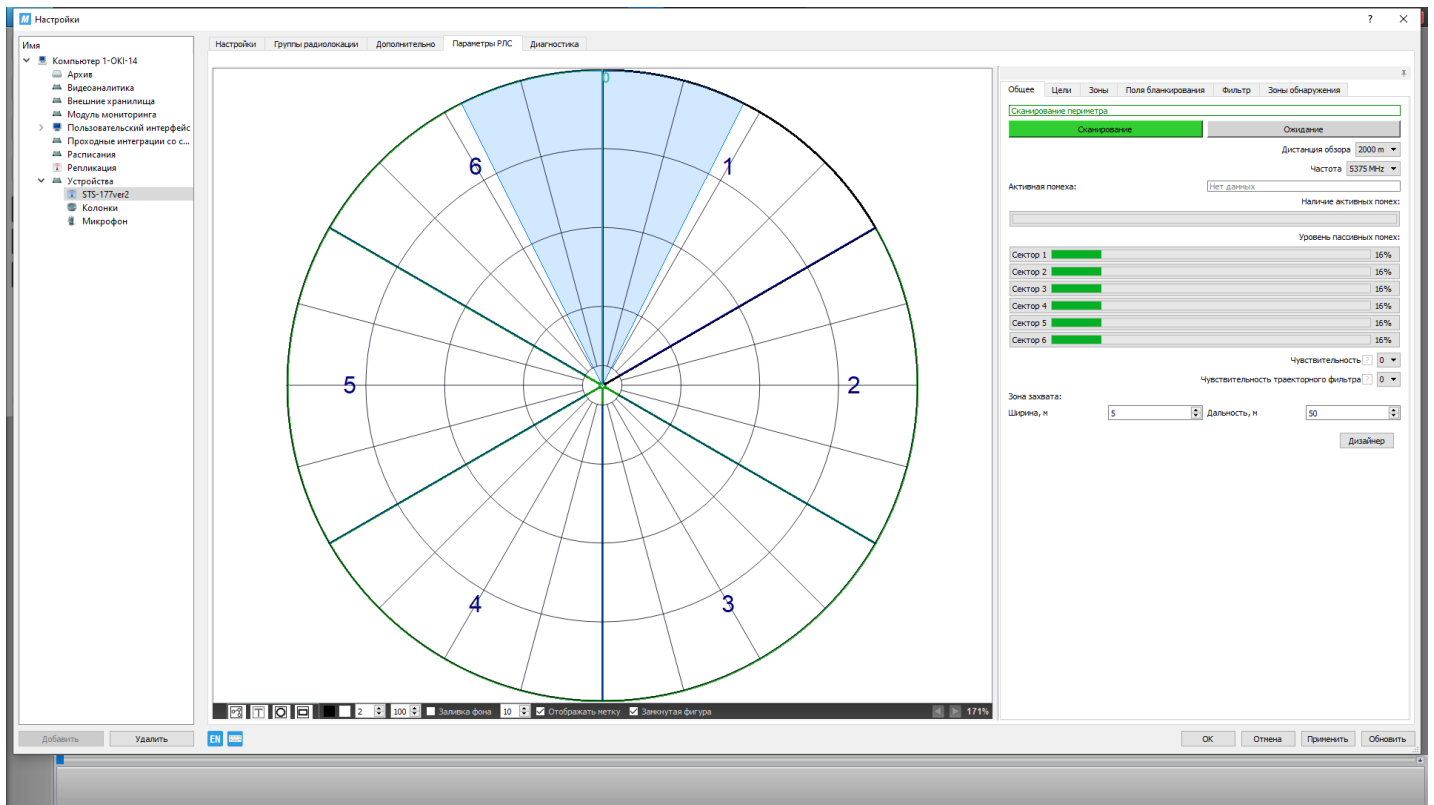 Настройки
? ×
Имя
Компьютер 1-OKI-14
Архив
Видеоаналитика
Внешние хранилища
Модуль мониторинга
Пользовательский интерфейс
Проходные интеграции со с...
Расписания
Репликация
Устройства
STS-177ver2
Колонки
Микрофон
Добавить Удалить
Настройки Группы радиолокации Дополнительно Параметры РЛС Диагностика
0
6 1
5 2
4 3
T 2 100 Заливка фона 10 Отображать метку Замкнутая фигура 171%
Общее Цели Зоны Поля бланкирования Фильтр Зоны обнаружения
Сканирование периметра
Сканирование Ожидание
Дистанция обзора 2000 m
Частота 5375 MHz
Активная помеха: Нет данных
Наличие активных помех:
Уровень пассивных помех:
Сектор 1 16%
Сектор 2 16%
Сектор 3 16%
Сектор 4 16%
Сектор 5 16%
Сектор 6 16%
Чувствительность ? 0
Чувствительность траекторного фильтра ? 0
Зона захвата:
Ширина, м 5 Дальность, м 50
Дизайнер
EN
OK Отмена Применить Обновить